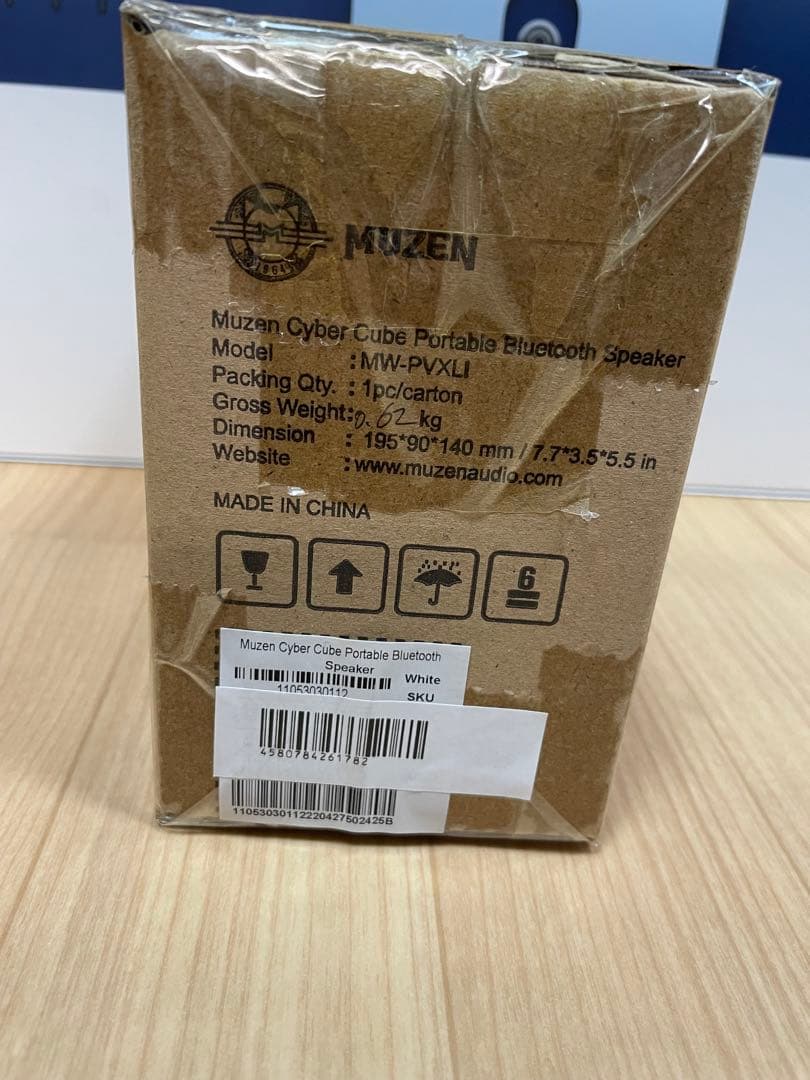 MUZEN
Muzen Cyber Cube Portable Bluetooth Speaker
Model : MW-PVXLI
Packing Qty. : 1pc/carton
Gross Weight: 0.62 kg
Dimension : 195*90*140 mm / 7.7*3.5*5.5 in
Website : www.muzenaudio.com
MADE IN CHINA
6
Muzen Cyber Cube Portable Bluetooth
Speaker
White
11053030112
SKU
4580784261782
1105303011222042750242​5B